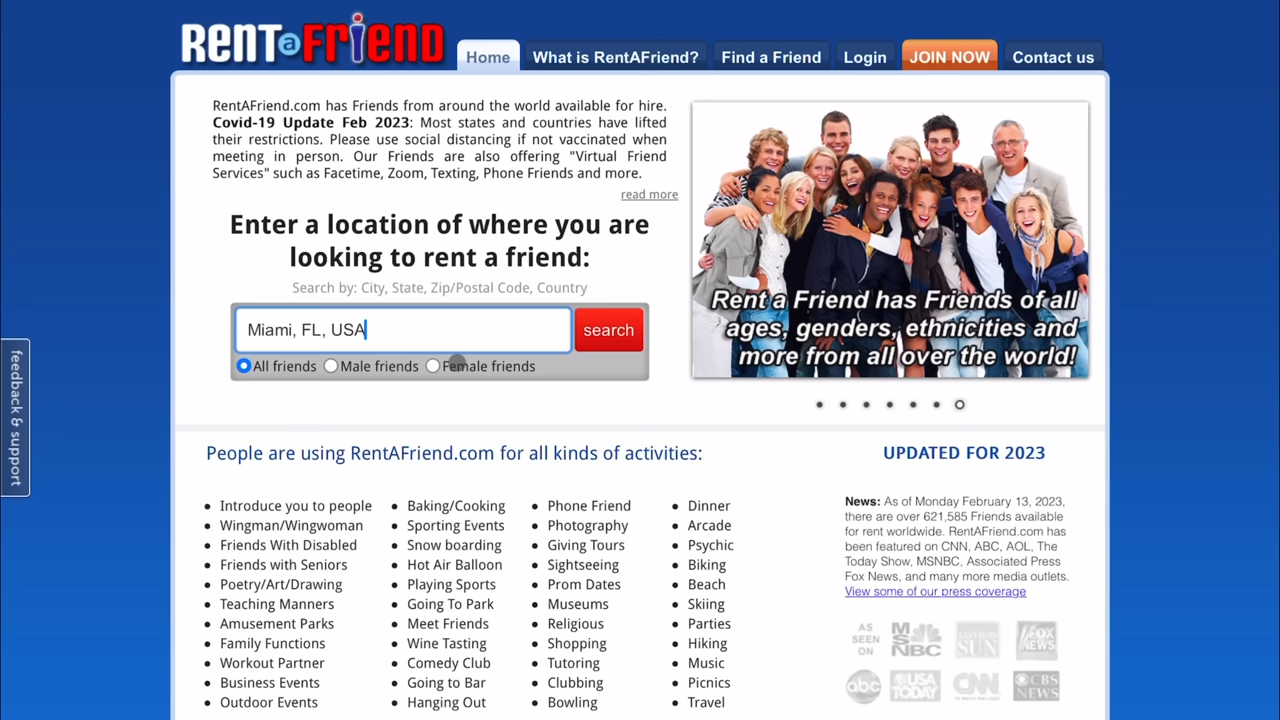 RENT a FRiEND
Home
What is RentAFriend?
Find a Friend
Login
JOIN NOW
Contact us
RentAFriend.com has Friends from around the world available for hire.
Covid-19 Update Feb 2023: Most states and countries have lifted
their restrictions. Please use social distancing if not vaccinated when
meeting in person. Our Friends are also offering "Virtual Friend
Services" such as Facetime, Zoom, Texting, Phone Friends and more.
read more
Enter a location of where you are
looking to rent a friend:
Search by: City, State, Zip/Postal Code, Country
Miami, FL, USA
search
All friends
Male friends
Female friends
Rent a Friend has Friends of all
ages, genders, ethnicities and
more from all over the world!
feedback & support
People are using RentAFriend.com for all kinds of activities:
Introduce you to people
Wingman/Wingwoman
Friends With Disabled
Friends with Seniors
Poetry/Art/Drawing
Teaching Manners
Amusement Parks
Family Functions
Workout Partner
Business Events
Outdoor Events
Baking/Cooking
Sporting Events
Snow boarding
Hot Air Balloon
Playing Sports
Going To Park
Meet Friends
Wine Tasting
Comedy Club
Going to Bar
Hanging Out
Phone Friend
Photography
Giving Tours
Sightseeing
Prom Dates
Museums
Religious
Shopping
Tutoring
Clubbing
Bowling
Dinner
Arcade
Psychic
Biking
Beach
Skiing
Parties
Hiking
Music
Picnics
Travel
UPDATED FOR 2023
News: As of Monday February 13, 2023,
there are over 621,585 Friends available
for rent worldwide. RentAFriend.com has
been featured on CNN, ABC, AOL, The
Today Show, MSNBC, Associated Press
Fox News, and many more media outlets.
View some of our press coverage
AS
SEEN
ON
MSNBC
SUN
FOX
NEWS
abc
USA
TODAY
CNN
CBS
NEWS